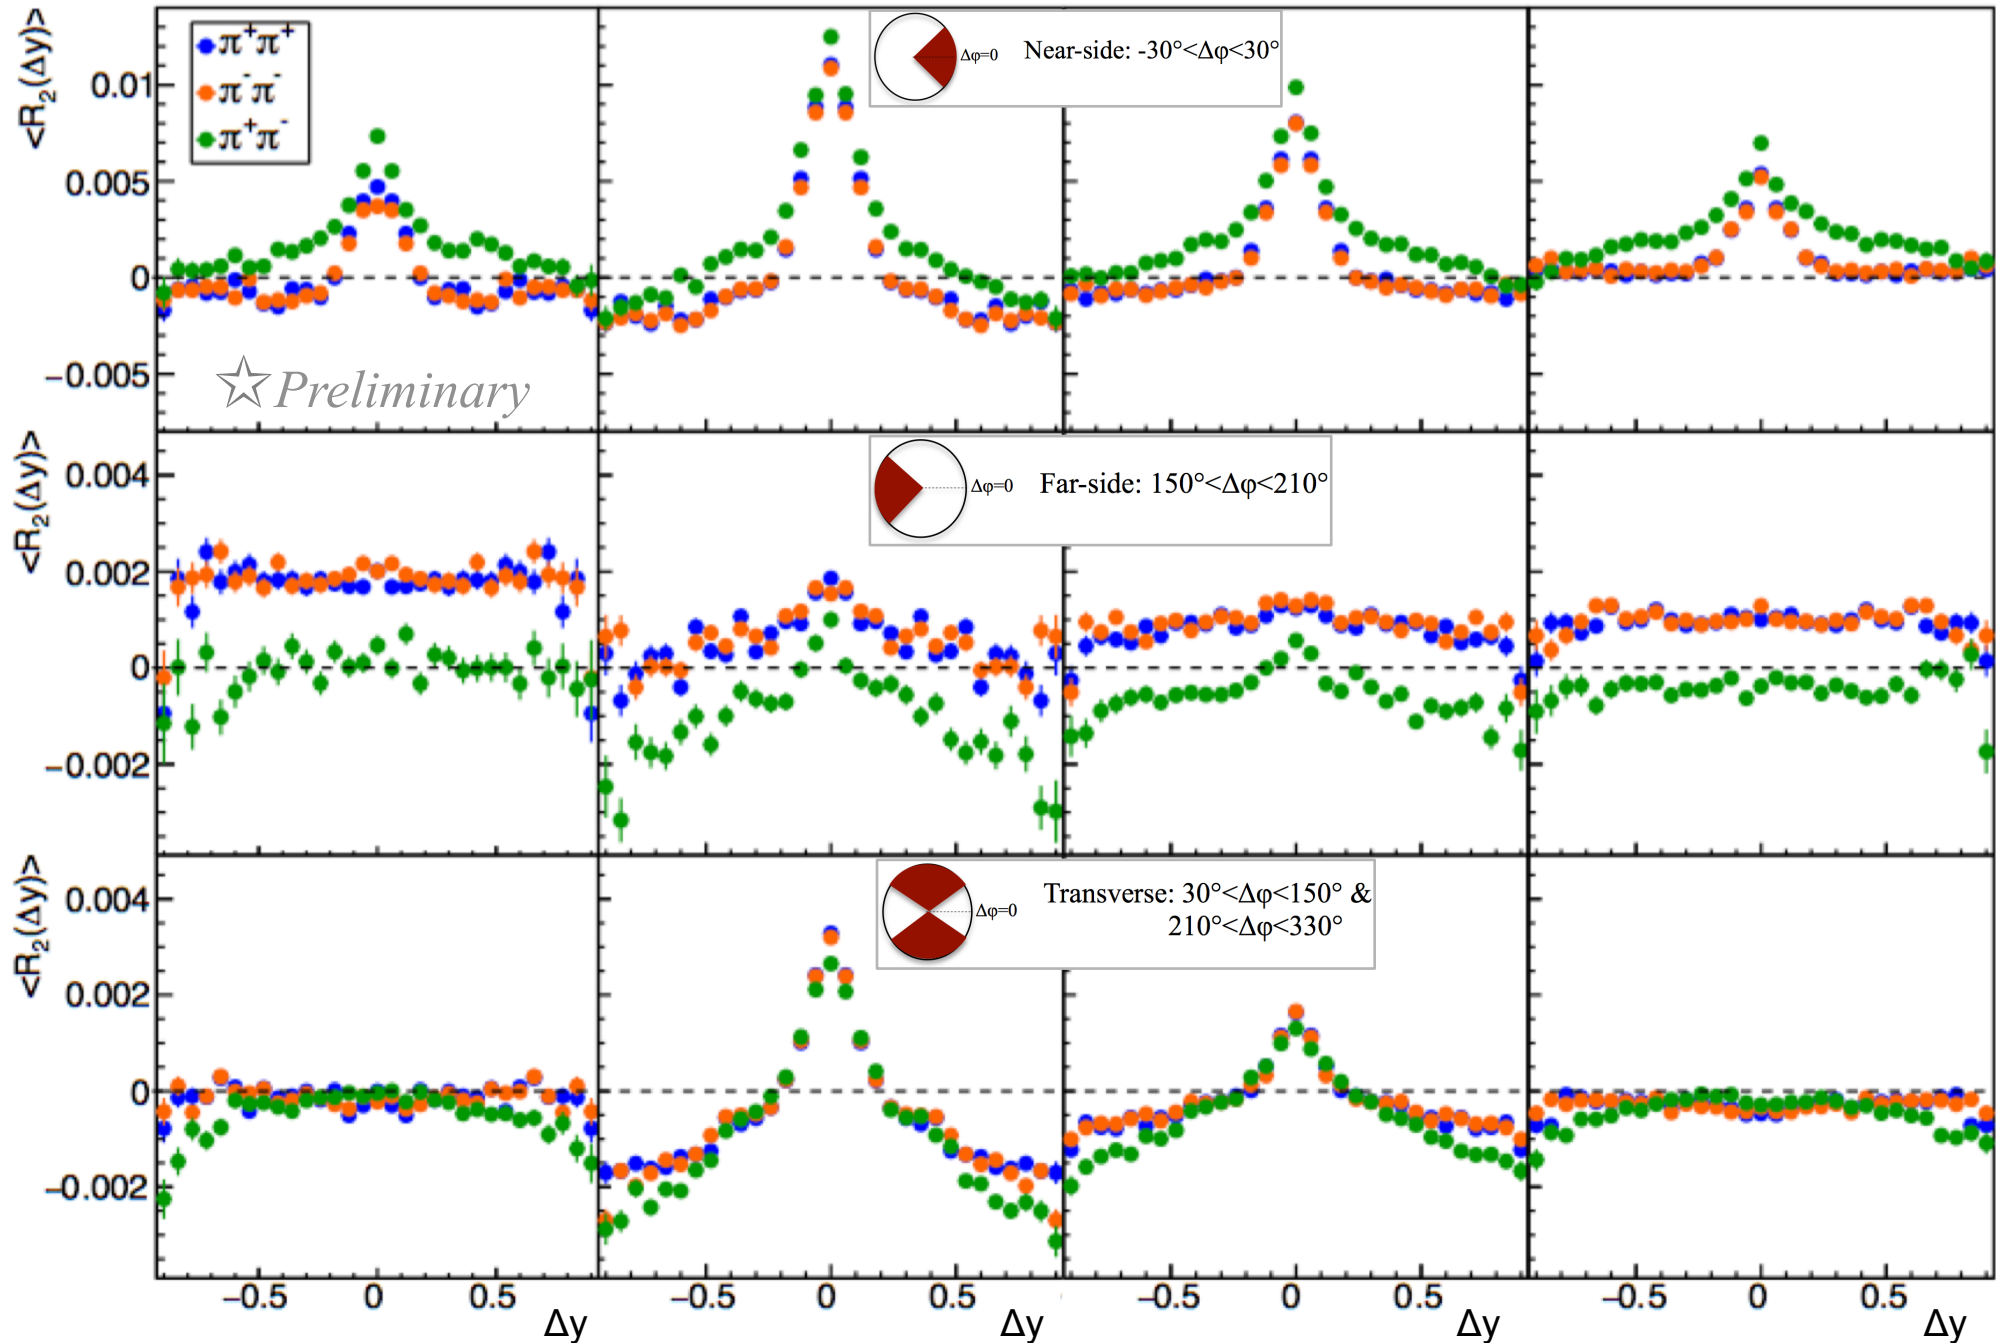 <R₂(Δy)>
0.01
0.005
0
−0.005
π⁺π⁺
π⁻π⁻
π⁺π⁻
☆Preliminary
Δφ=0 Near-side: -30°<Δφ<30°
<R₂(Δy)>
0.004
0.002
0
−0.002
Δφ=0 Far-side: 150°<Δφ<210°
<R₂(Δy)>
0.004
0.002
0
−0.002
Δφ=0 Transverse: 30°<Δφ<150° &
210°<Δφ<330°
−0.5 0 0.5 −0.5 0 0.5 −0.5 0 0.5 −0.5 0 0.5
Δy Δy Δy Δy